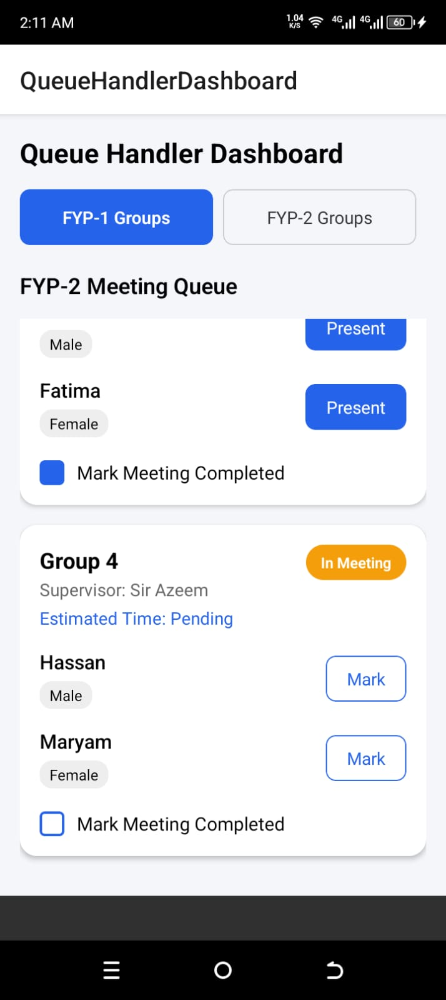 2:11 AM
1.04
K/S
4G 4G 60
QueueHandlerDashboard
Queue Handler Dashboard
FYP-1 Groups
FYP-2 Groups
FYP-2 Meeting Queue
Present
Male
Fatima
Present
Female
Mark Meeting Completed
Group 4
In Meeting
Supervisor: Sir Azeem
Estimated Time: Pending
Hassan
Mark
Male
Maryam
Mark
Female
Mark Meeting Completed